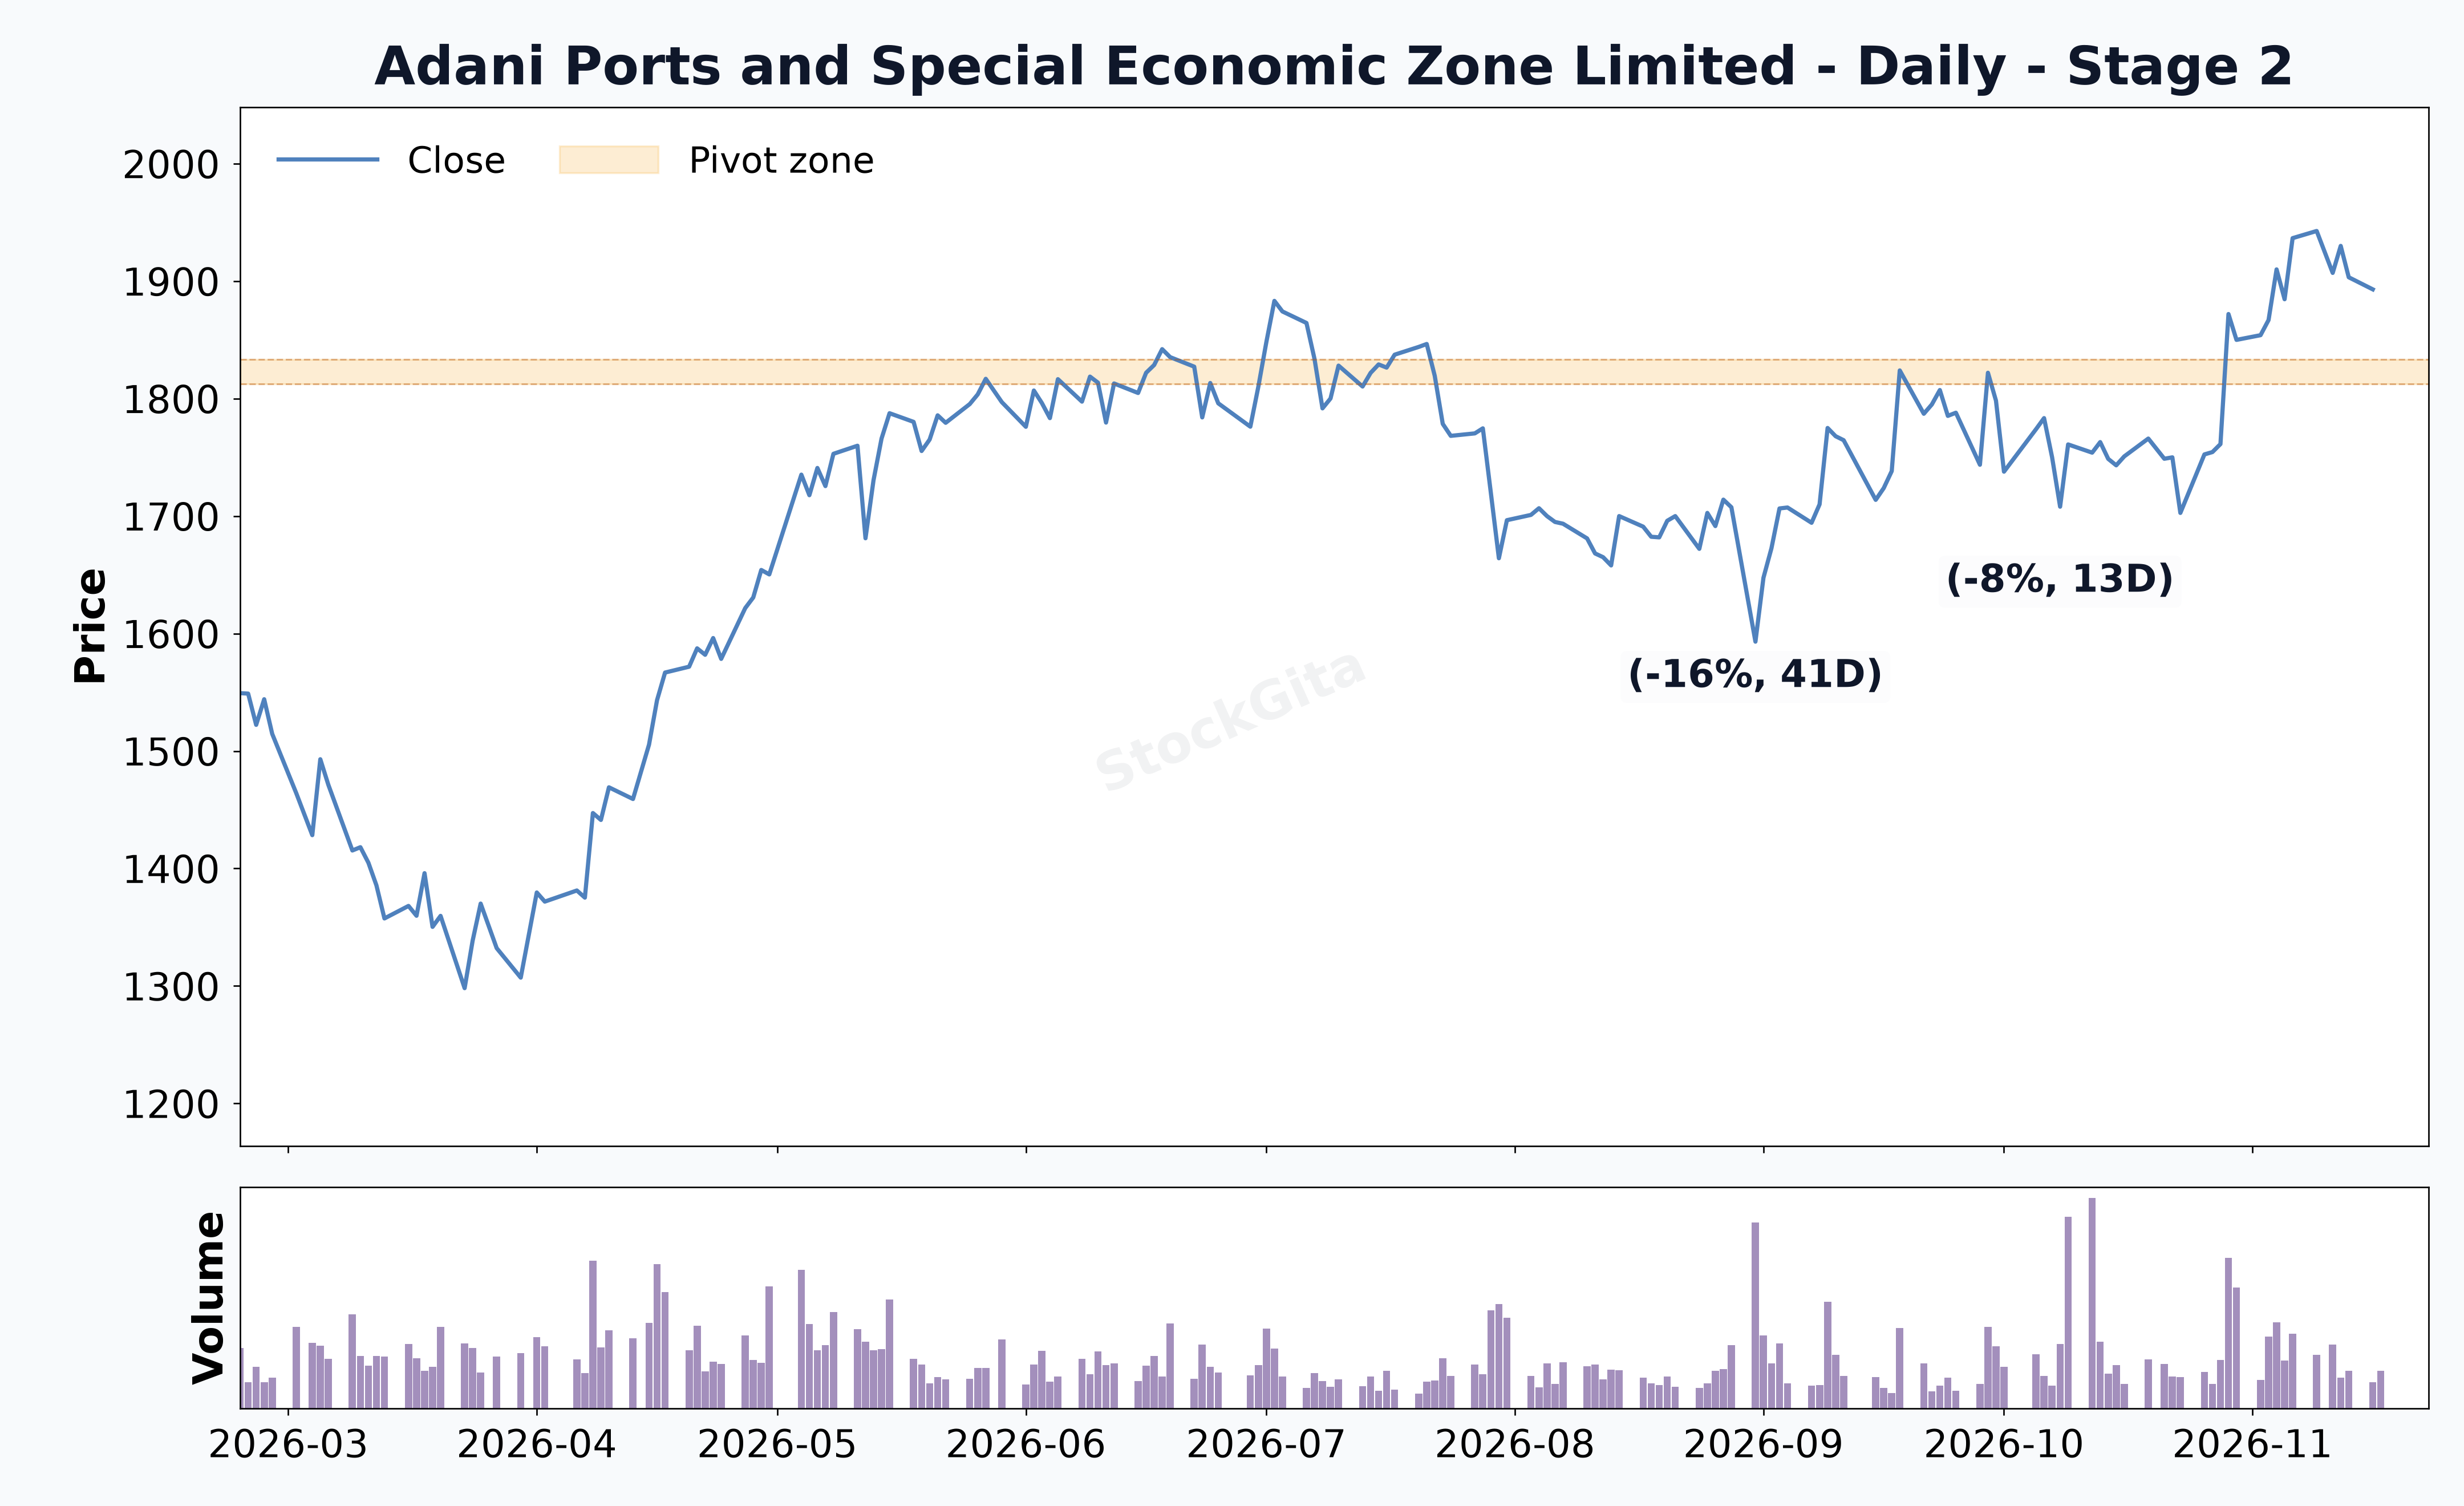 Adani Ports and Special Economic Zone Limited - Daily - Stage 2
Close
Pivot zone
Price
2000
1900
1800
1700
1600
1500
1400
1300
1200
(-8%, 13D)
(-16%, 41D)
StockGita
Volume
2026-03
2026-04
2026-05
2026-06
2026-07
2026-08
2026-09
2026-10
2026-11